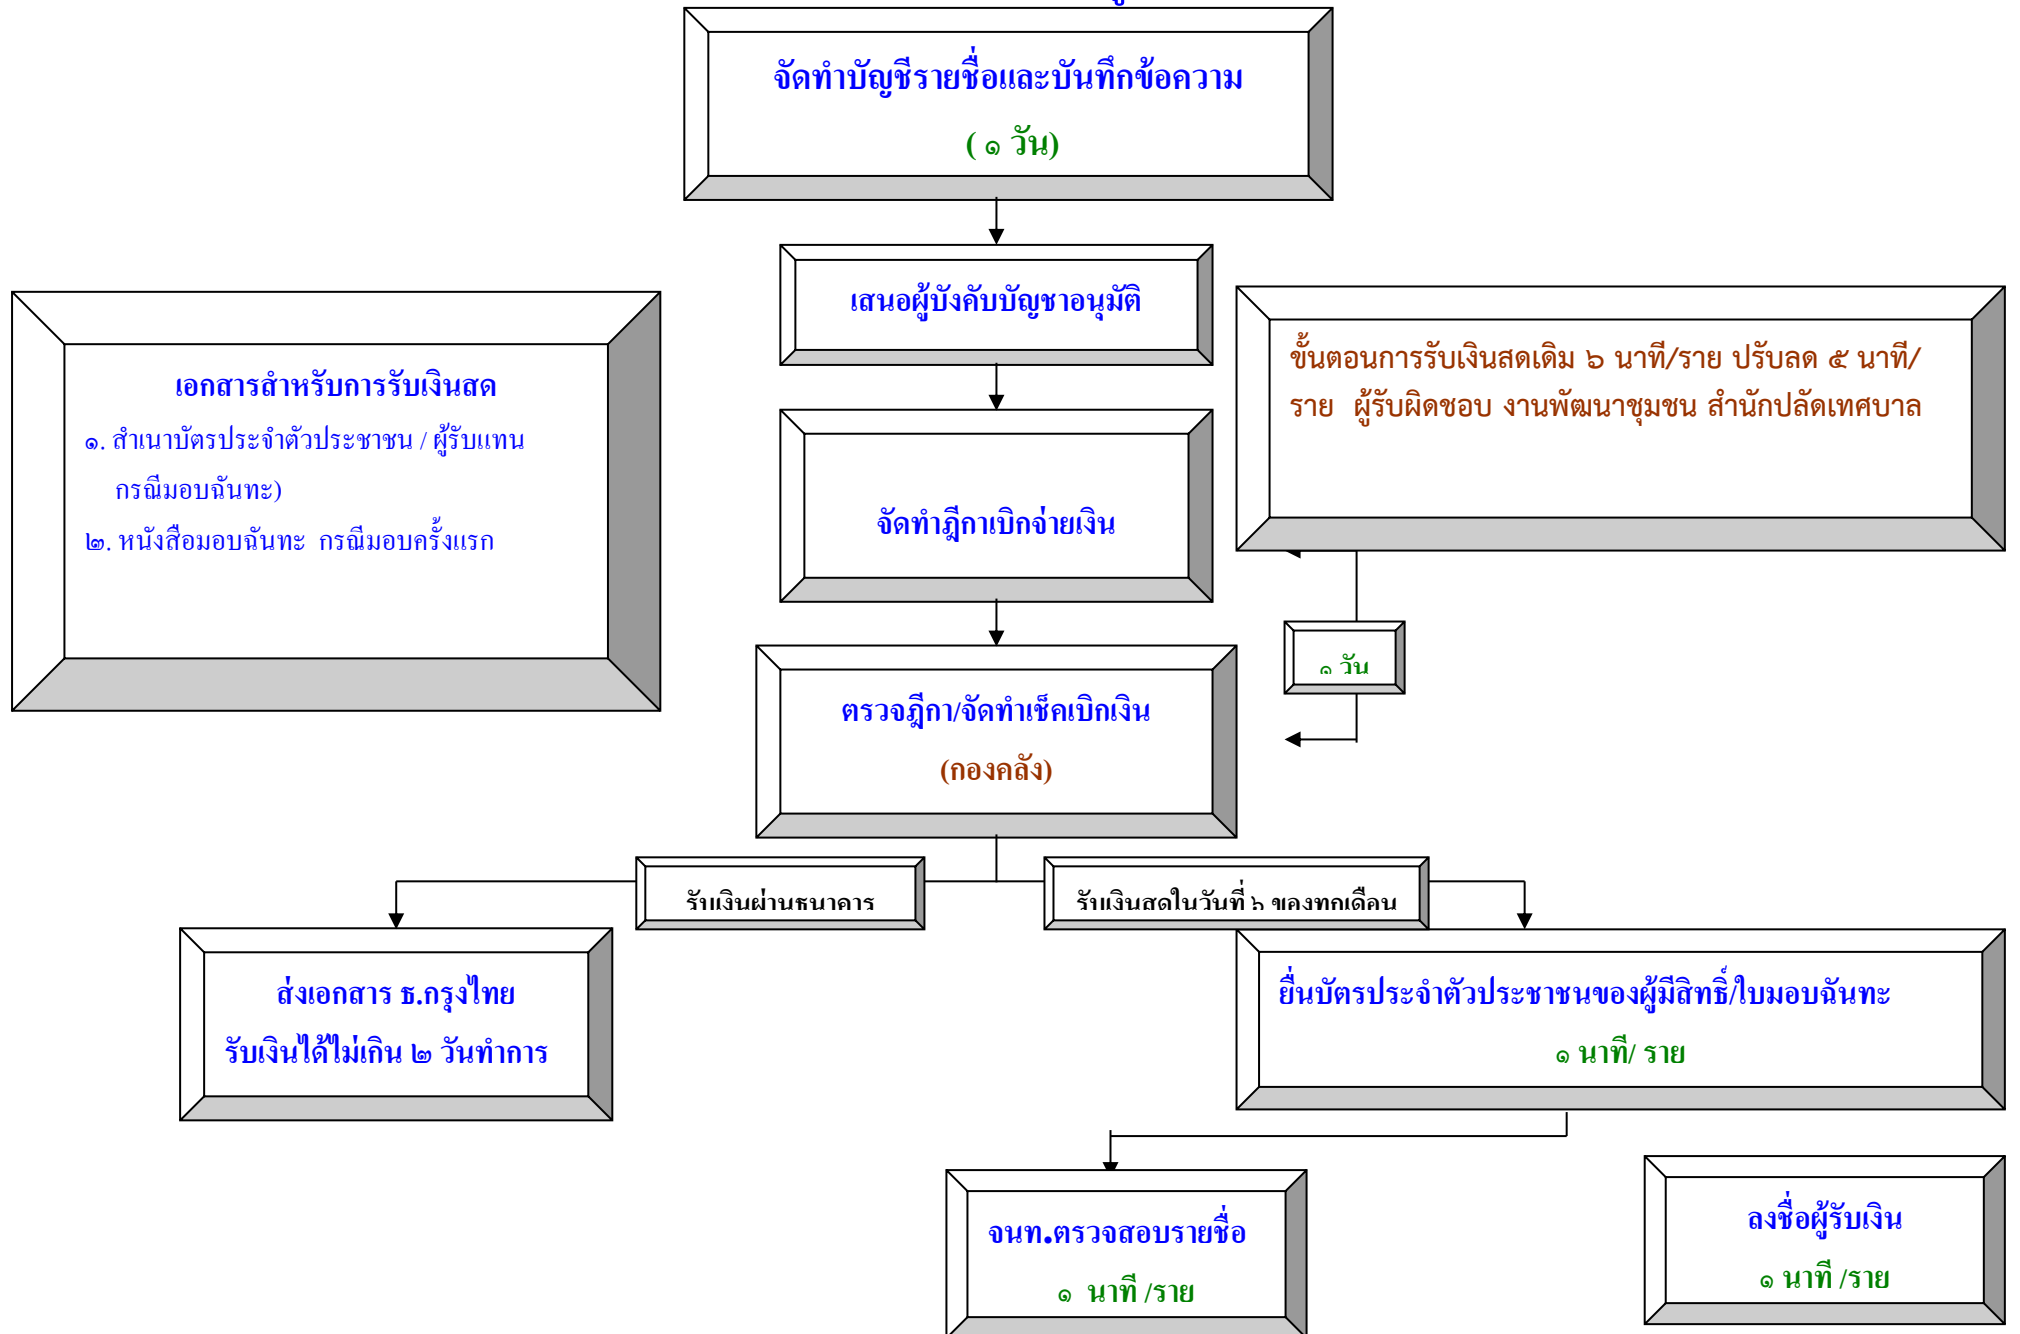 จัดทำบัญชีรายชื่อและบันทึกข้อความ
( ๑ วัน)
เสนอผู้บังคับบัญชาอนุมัติ
เอกสารสำหรับการรับเงินสด
๑. สำเนาบัตรประจำตัวประชาชน / ผู้รับแทน
กรณีมอบฉันทะ)
๒. หนังสือมอบฉันทะ กรณีมอบครั้งแรก
ขั้นตอนการรับเงินสดเดิม ๖ นาที/ราย ปรับลด ๕ นาที/
ราย ผู้รับผิดชอบ งานพัฒนาชุมชน สำนักปลัดเทศบาล
จัดทำฎีกาเบิกจ่ายเงิน
๑ วัน
ตรวจฎีกา/จัดทำเช็คเบิกเงิน
(กองคลัง)
รับเงินผ่านธนาคาร
รับเงินสดในวันที่ ๖ ของทุกเดือน
ส่งเอกสาร ธ.กรุงไทย
รับเงินได้ไม่เกิน ๒ วันทำการ
ยื่นบัตรประจำตัวประชาชนของผู้มีสิทธิ์/ใบมอบฉันทะ
๑ นาที/ ราย
จนท.ตรวจสอบรายชื่อ
๑ นาที /ราย
ลงชื่อผู้รับเงิน
๑ นาที /ราย